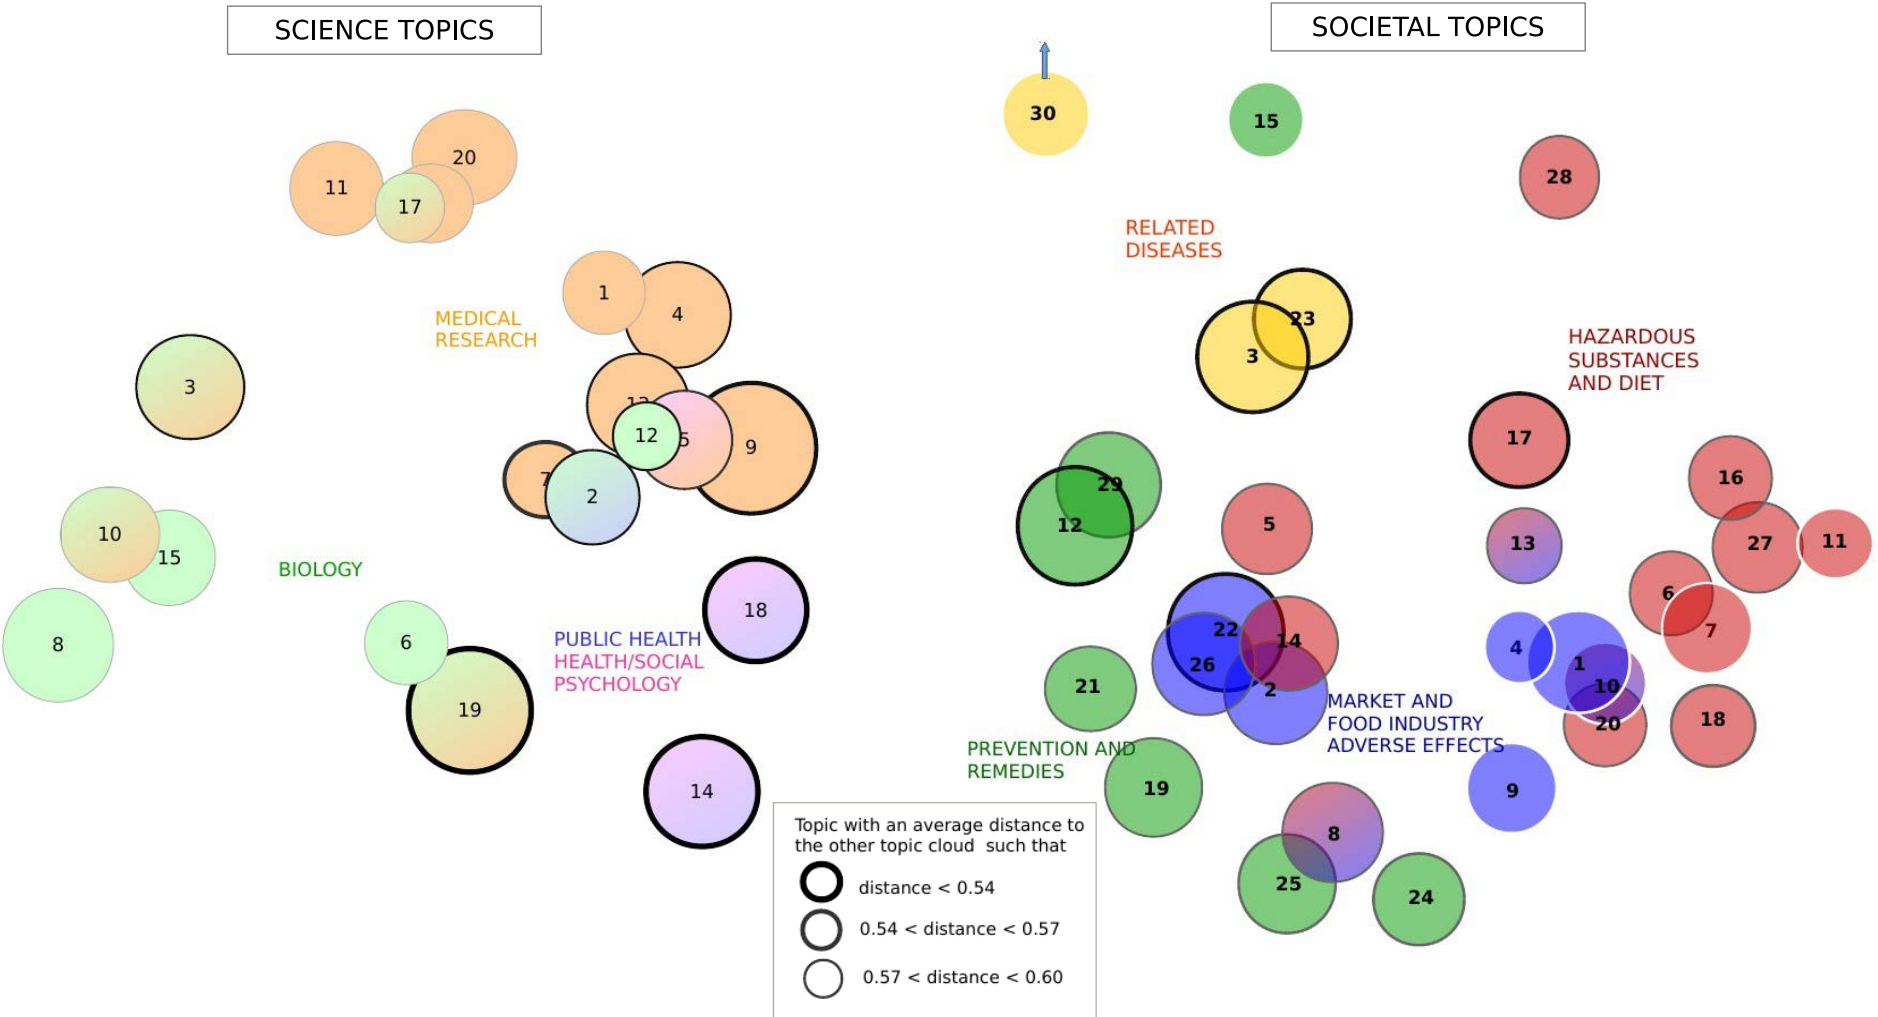 SCIENCE TOPICS
20
11
17
1
4
MEDICAL
RESEARCH
3
12
5
9
7
2
10
15
BIOLOGY
8
6
18
PUBLIC HEALTH
HEALTH/SOCIAL
PSYCHOLOGY
19
14
SOCIETAL TOPICS
30
15
28
RELATED
DISEASES
23
3
HAZARDOUS
SUBSTANCES
AND DIET
17
16
29
12
5
13
27
11
6
7
22
14
26
2
4
1
10
20
18
21
MARKET AND
FOOD INDUSTRY
ADVERSE EFFECTS
PREVENTION AND
REMEDIES
19
9
8
25
24
Topic with an average distance to
the other topic cloud such that
distance < 0.54
0.54 < distance < 0.57
0.57 < distance < 0.60